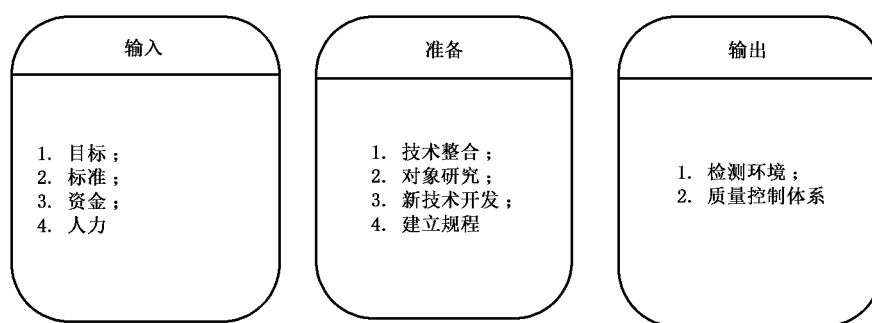 输入
1. 目标；
2. 标准；
3. 资金；
4. 人力
准备
1. 技术整合；
2. 对象研究；
3. 新技术开发；
4. 建立规程
输出
1. 检测环境；
2. 质量控制体系